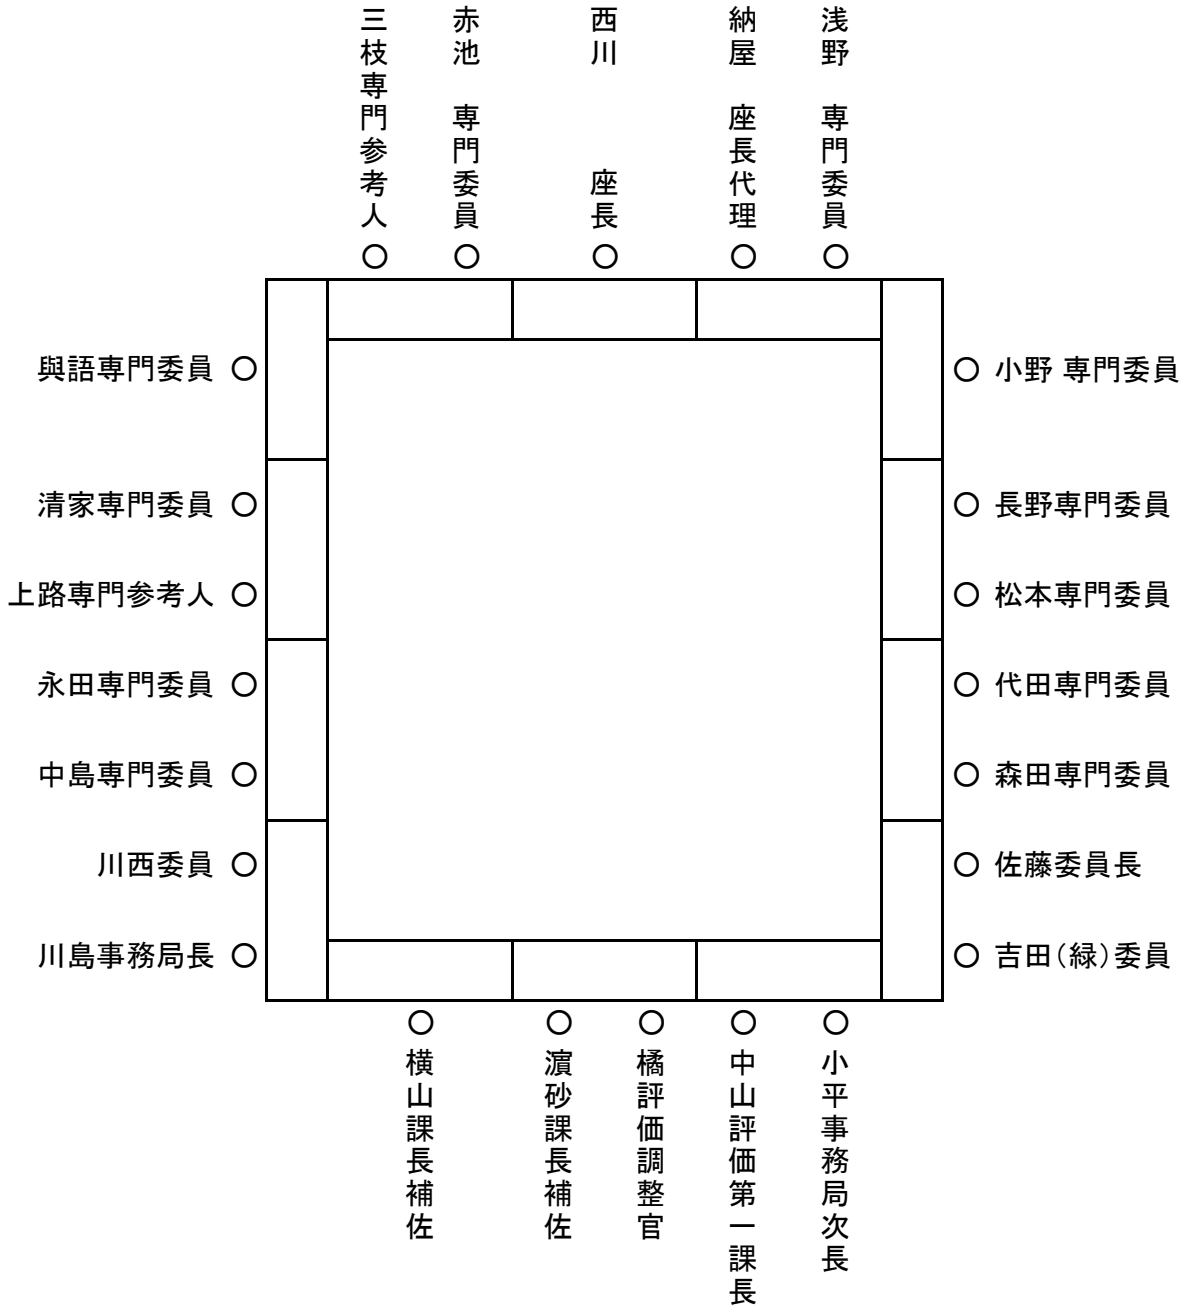 三枝専門参考人
赤池 専門委員
西川 座長
納屋 座長代理
浅野 専門委員
與語専門委員
小野 専門委員
清家専門委員
長野専門委員
上路専門参考人
松本専門委員
永田専門委員
代田専門委員
中島専門委員
森田専門委員
川西委員
佐藤委員長
川島事務局長
吉田(緑)委員
横山課長補佐
濵砂課長補佐
橘評価調整官
中山評価第一課長
小平事務局次長